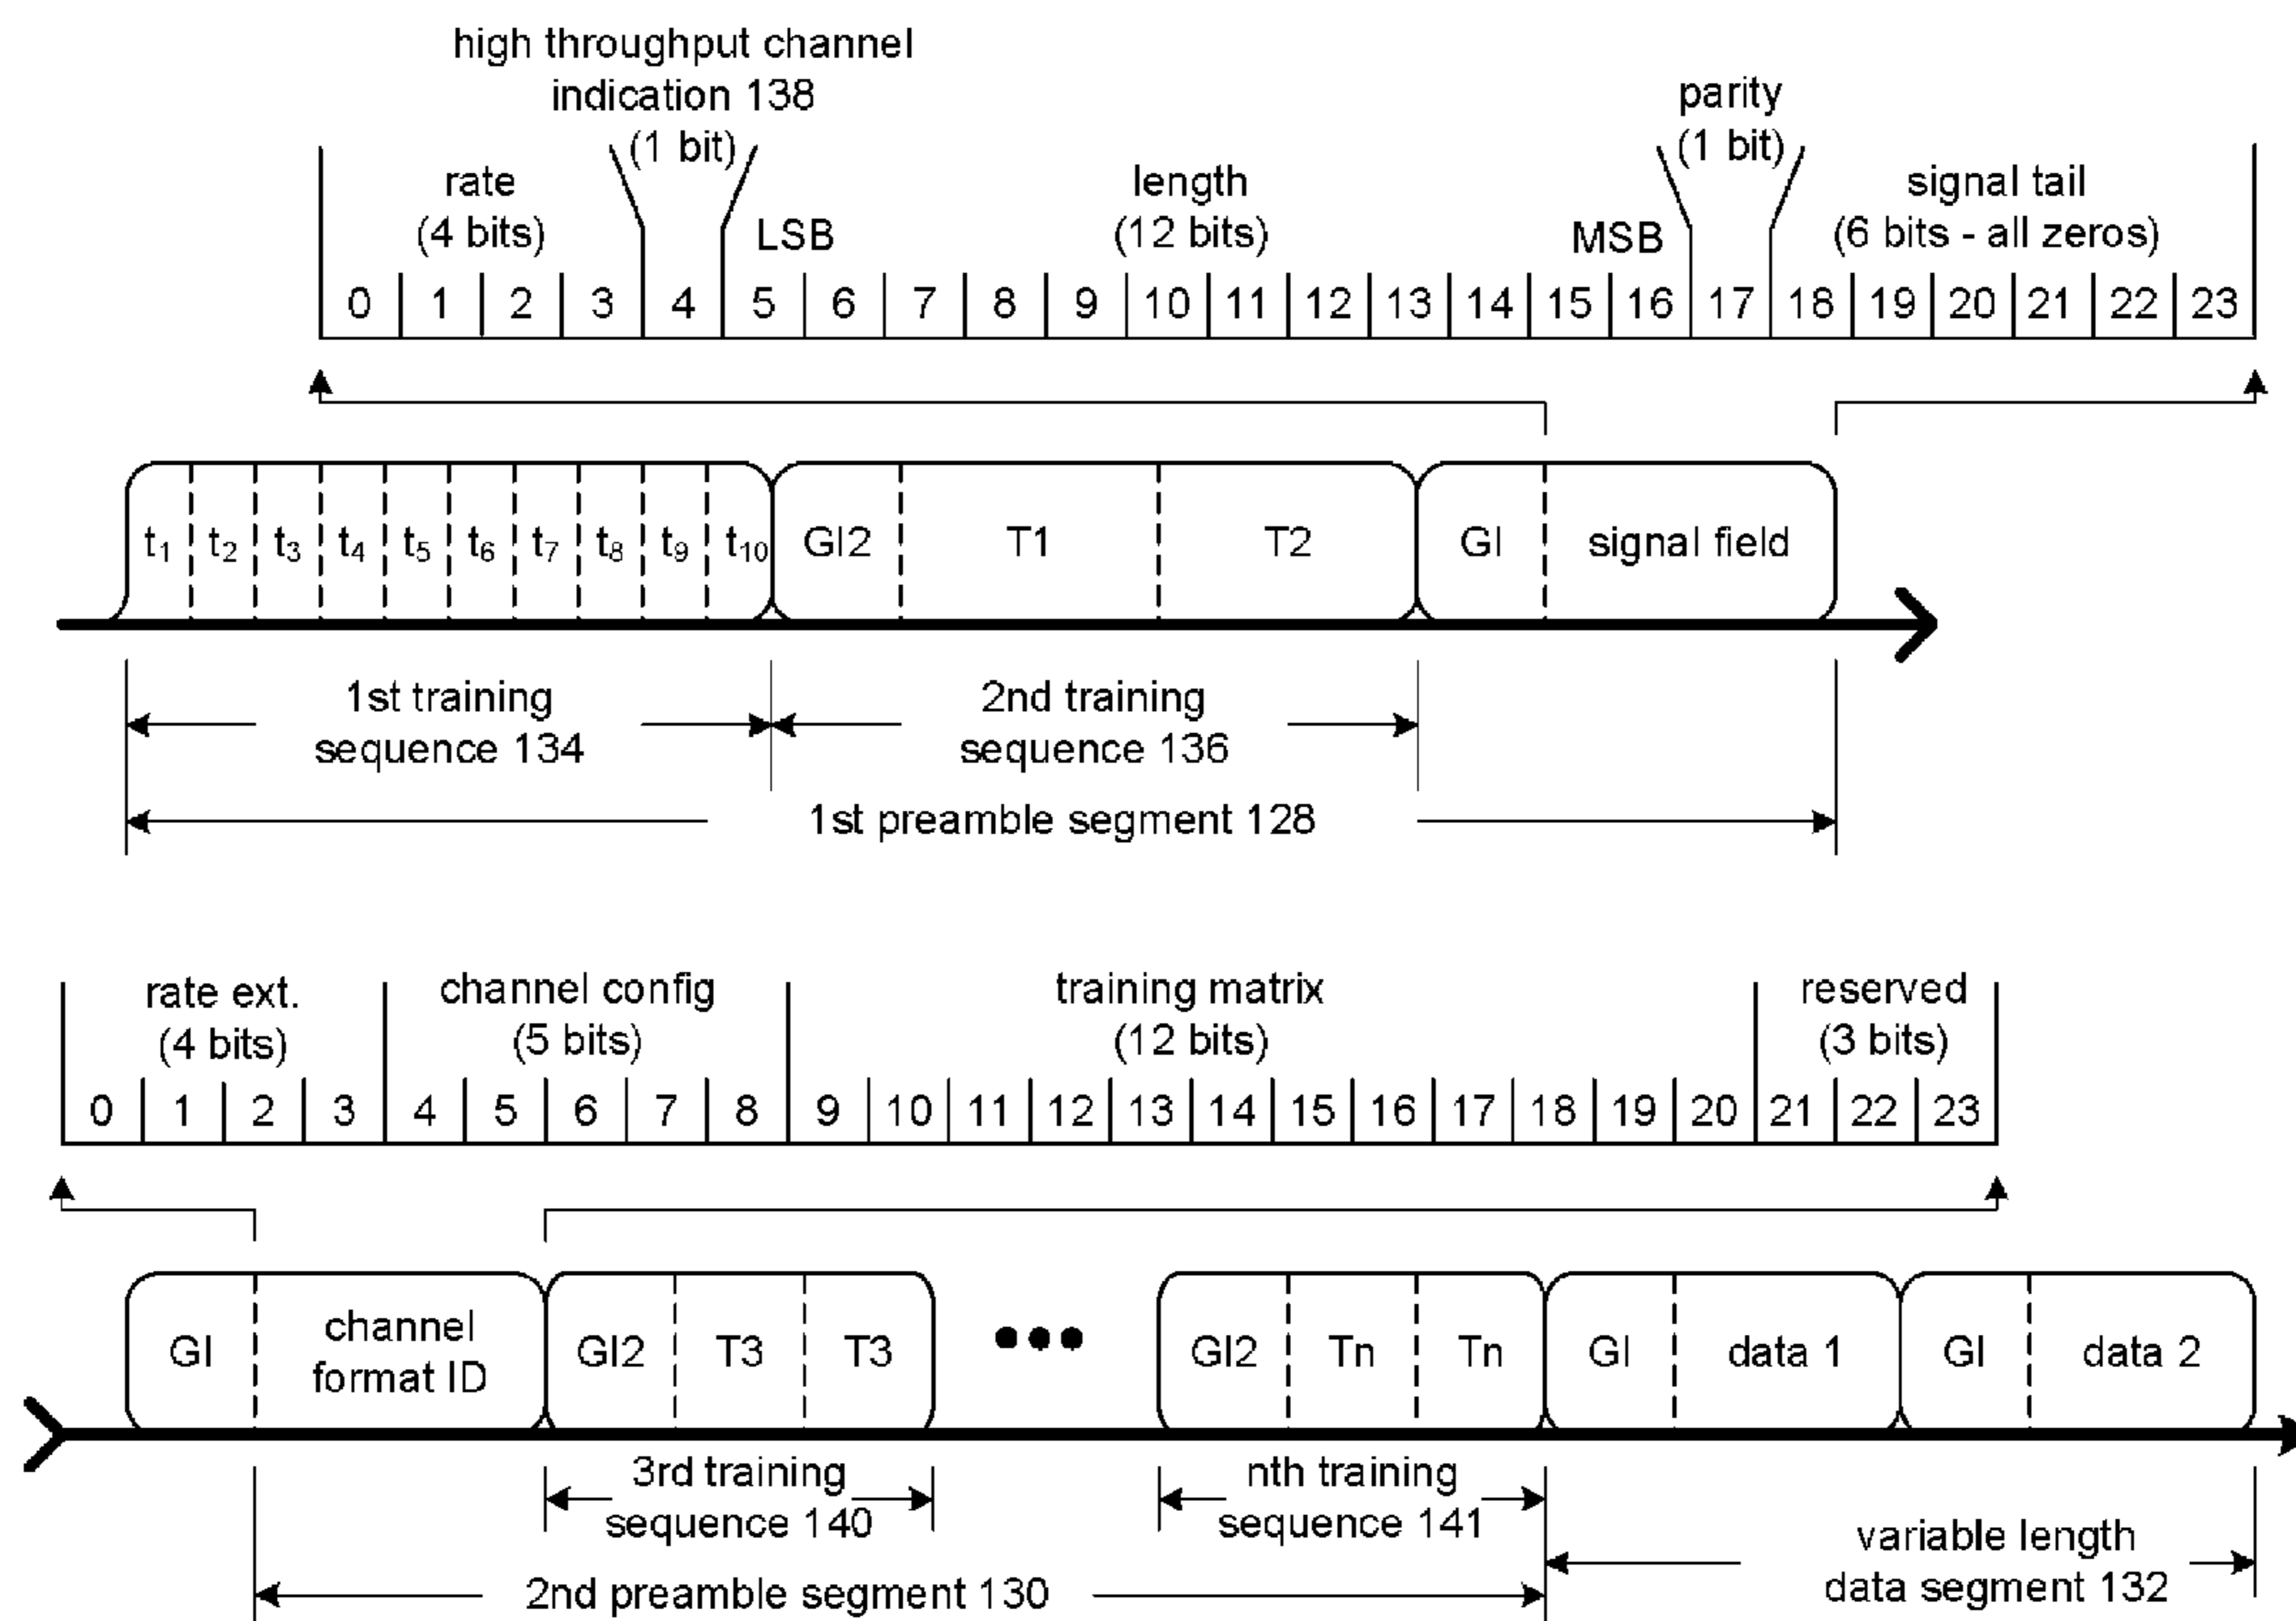 high throughput channel
indication 138
(1 bit)
parity
(1 bit)
rate
(4 bits)
LSB
length
(12 bits)
MSB
signal tail
(6 bits - all zeros)
0 1 2 3 4 5 6 7 8 9 10 11 12 13 14 15 16 17 18 19 20 21 22 23
t1 t2 t3 t4 t5 t6 t7 t8 t9 t10 GI2 T1 T2 GI signal field
1st training
sequence 134
2nd training
sequence 136
1st preamble segment 128
rate ext.
(4 bits)
channel config
(5 bits)
training matrix
(12 bits)
reserved
(3 bits)
0 1 2 3 4 5 6 7 8 9 10 11 12 13 14 15 16 17 18 19 20 21 22 23
GI
channel
format ID
GI2 T3 T3
GI2 Tn Tn GI data 1 GI data 2
3rd training
sequence 140
nth training
sequence 141
2nd preamble segment 130
variable length
data segment 132